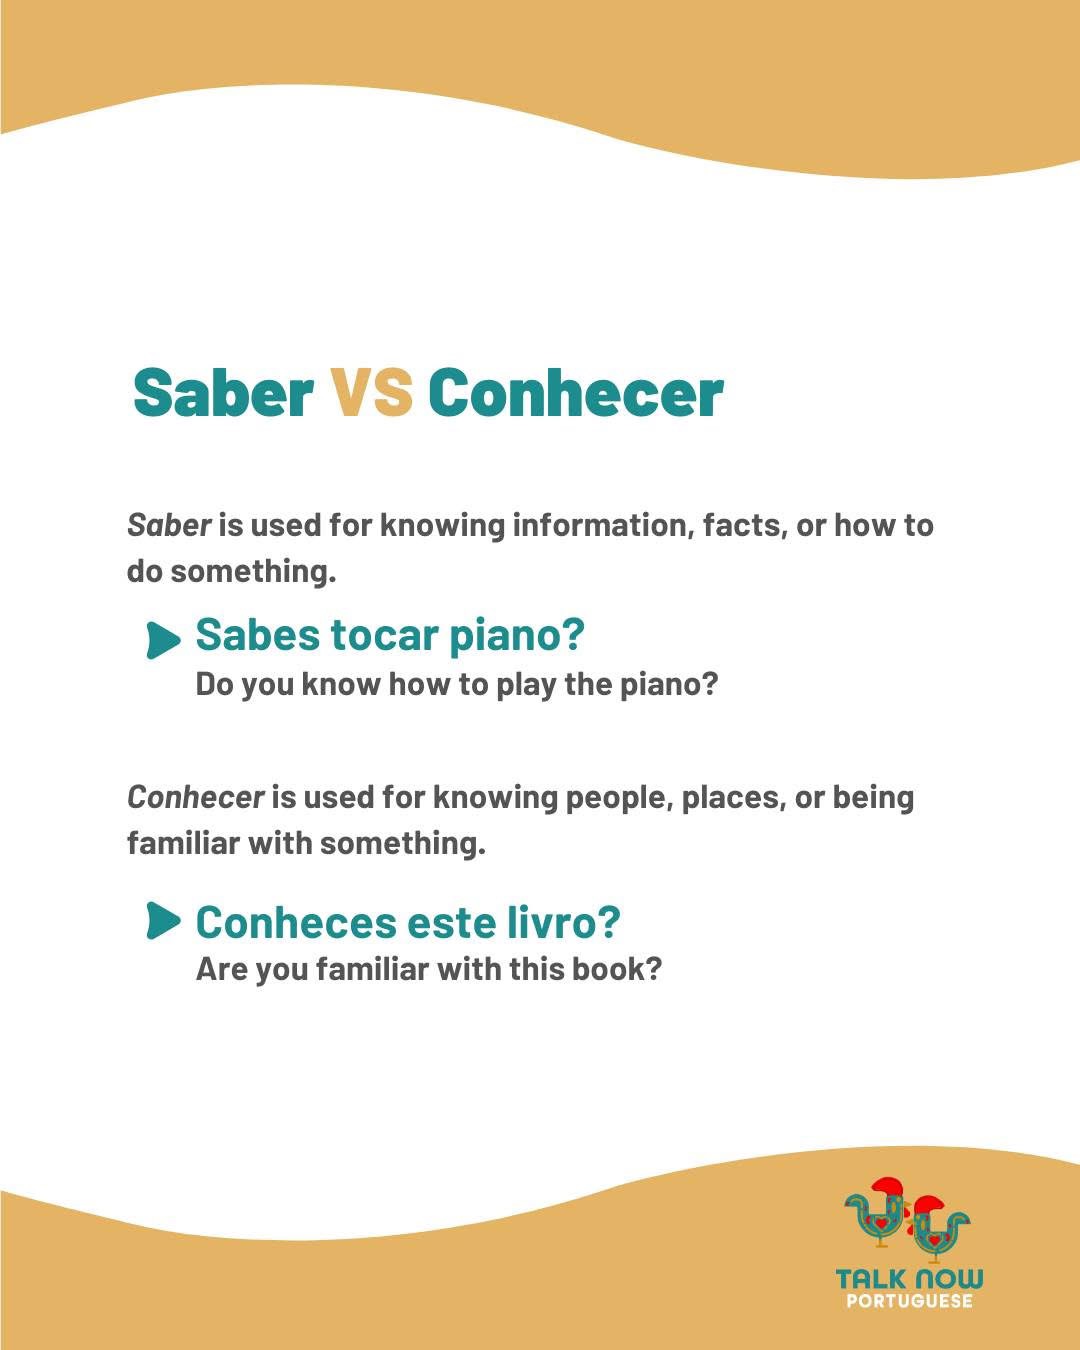 Saber VS Conhecer
Saber is used for knowing information, facts, or how to
do something.
Sabes tocar piano?
Do you know how to play the piano?
Conhecer is used for knowing people, places, or being
familiar with something.
Conheces este livro?
Are you familiar with this book?
TALK NOW
PORTUGUESE